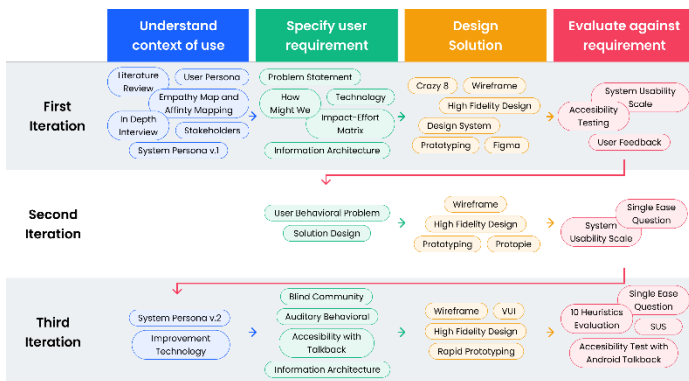 Understand
context of use
Specify user
requirement
Design
Solution
Evaluate against
requirement
First
Iteration
Literature
Review
User Persona
Empathy Map and
Affinty Mapping
In Depth
Interview
Stakeholders
System Persona v.1
Problem Statement
How
Might We
Technology
Impact-Effort
Matrix
Information Architecture
Crazy 8
Wireframe
High Fidelity Design
Design System
Prototyping
Figma
System Usability
Scale
Accesibility
Testing
User Feedback
Second
Iteration
User Behavioral Problem
Solution Design
Wireframe
High Fidelity Design
Prototyping
Protopie
Single Ease
Question
System
Usability Scale
Third
Iteration
System Persona v.2
Improvement
Technology
Blind Community
Auditory Behavioral
Accesibility with
Talkback
Information Architecture
Wireframe
VUI
High Fidelity Design
Rapid Prototyping
Single Ease
Question
10 Heuristics
Evaluation
SUS
Accesibility Test with
Android Talkback